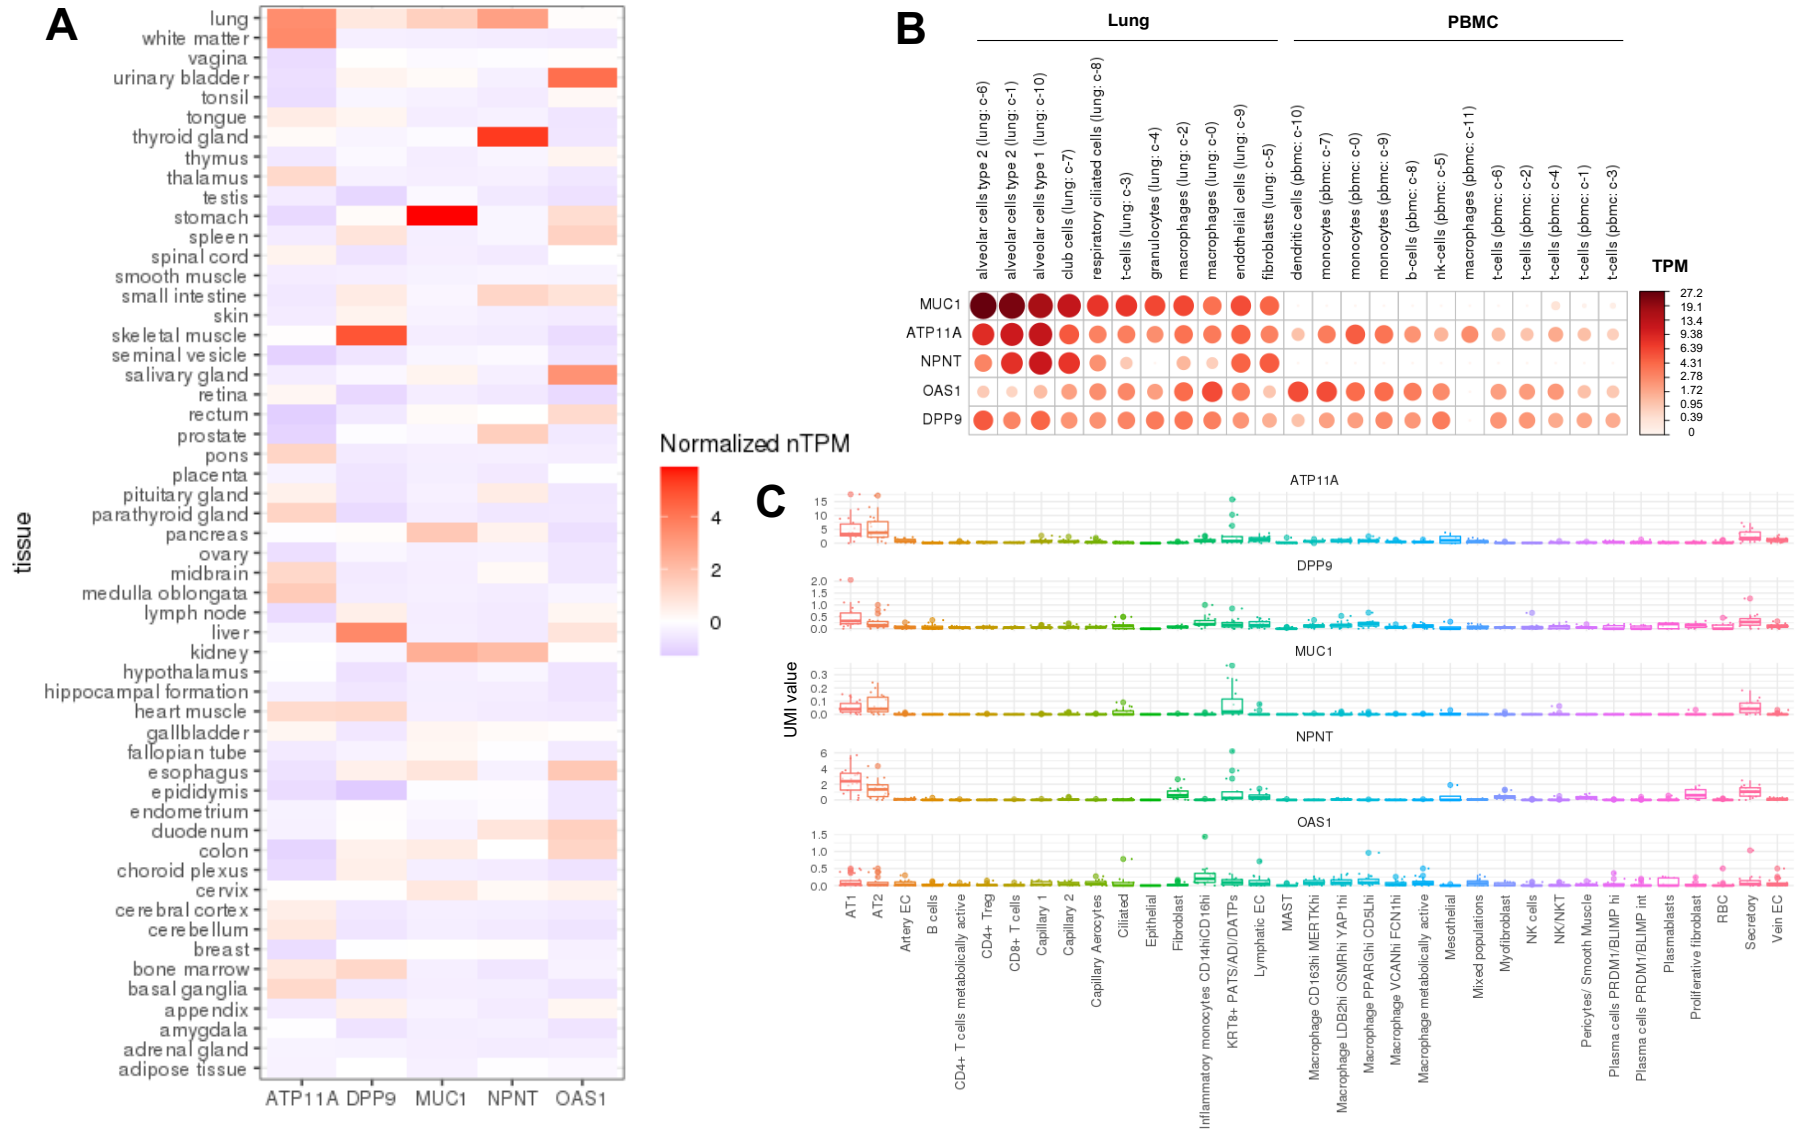 A
lung
white matter
vagina
urinary bladder
tonsil
tongue
thyroid gland
thymus
thalamus
testis
stomach
spleen
spinal cord
smooth muscle
small intestine
skin
skeletal muscle
seminal vesicle
salivary gland
retina
rectum
prostate
pons
placenta
pituitary gland
parathyroid gland
pancreas
ovary
midbrain
medulla oblongata
lymph node
liver
kidney
hypothalamus
hippocampal formation
heart muscle
gallbladder
fallopian tube
esophagus
epididymis
endometrium
duodenum
colon
choroid plexus
cervix
cerebral cortex
cerebellum
breast
bone marrow
basal ganglia
appendix
amygdala
adrenal gland
adipose tissue
tissue
ATP11A DPP9 MUC1 NPNT OAS1
Normalized nTPM
4
2
0
B
Lung PBMC
alveolar cells type 2 (lung: c-6)
alveolar cells type 2 (lung: c-1)
alveolar cells type 1 (lung: c-10)
club cells (lung: c-7)
respiratory ciliated cells (lung: c-8)
t-cells (lung: c-3)
granulocytes (lung: c-4)
macrophages (lung: c-2)
macrophages (lung: c-0)
endothelial cells (lung: c-9)
fibroblasts (lung: c-5)
dendritic cells (pbmc: c-10)
monocytes (pbmc: c-7)
monocytes (pbmc: c-0)
monocytes (pbmc: c-9)
b-cells (pbmc: c-8)
nk-cells (pbmc: c-5)
macrophages (pbmc: c-11)
t-cells (pbmc: c-6)
t-cells (pbmc: c-2)
t-cells (pbmc: c-4)
t-cells (pbmc: c-1)
t-cells (pbmc: c-3)
MUC1
ATP11A
NPNT
OAS1
DPP9
TPM
27.2
19.1
13.4
9.38
6.39
4.31
2.78
1.72
0.95
0.39
0
C
UMI value
ATP11A
15
10
5
0
DPP9
2.0
1.5
1.0
0.5
0.0
MUC1
0.3
0.2
0.1
0.0
NPNT
6
4
2
0
OAS1
1.5
1.0
0.5
0.0
AT1
AT2
Artery EC
B cells
CD4+ T cells metabolically active
CD4+ Treg
CD8+ T cells
Capillary 1
Capillary 2
Capillary Aerocytes
Ciliated
Epithelial
Fibroblast
Inflammatory monocytes CD14hiCD16hi
KRT8+ PATS/ADI/DATPs
Lymphatic EC
MAST
Macrophage CD163hi MERTKhi
Macrophage LDB2hi OSMRhi YAP1hi
Macrophage PPARGhi CD5Lhi
Macrophage VCANhi FCN1hi
Macrophage metabolically active
Mesothelial
Mixed populations
Myofibroblast
NK cells
NK/NKT
Pericytes/ Smooth Muscle
Plasma cells PRDM1/BLIMP hi
Plasma cells PRDM1/BLIMP int
Plasmablasts
Proliferative fibroblast
RBC
Secretory
Vein EC